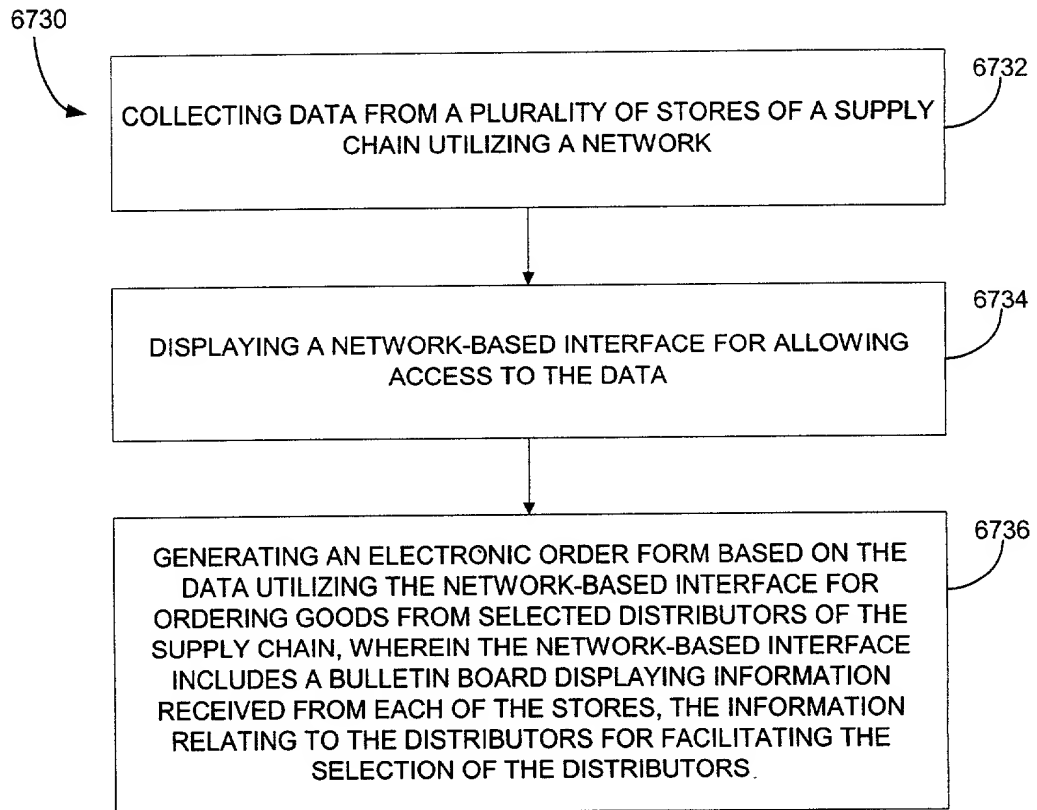 6730
6732
COLLECTING DATA FROM A PLURALITY OF STORES OF A SUPPLY
CHAIN UTILIZING A NETWORK
6734
DISPLAYING A NETWORK-BASED INTERFACE FOR ALLOWING
ACCESS TO THE DATA
6736
GENERATING AN ELECTRONIC ORDER FORM BASED ON THE
DATA UTILIZING THE NETWORK-BASED INTERFACE FOR
ORDERING GOODS FROM SELECTED DISTRIBUTORS OF THE
SUPPLY CHAIN, WHEREIN THE NETWORK-BASED INTERFACE
INCLUDES A BULLETIN BOARD DISPLAYING INFORMATION
RECEIVED FROM EACH OF THE STORES, THE INFORMATION
RELATING TO THE DISTRIBUTORS FOR FACILITATING THE
SELECTION OF THE DISTRIBUTORS.